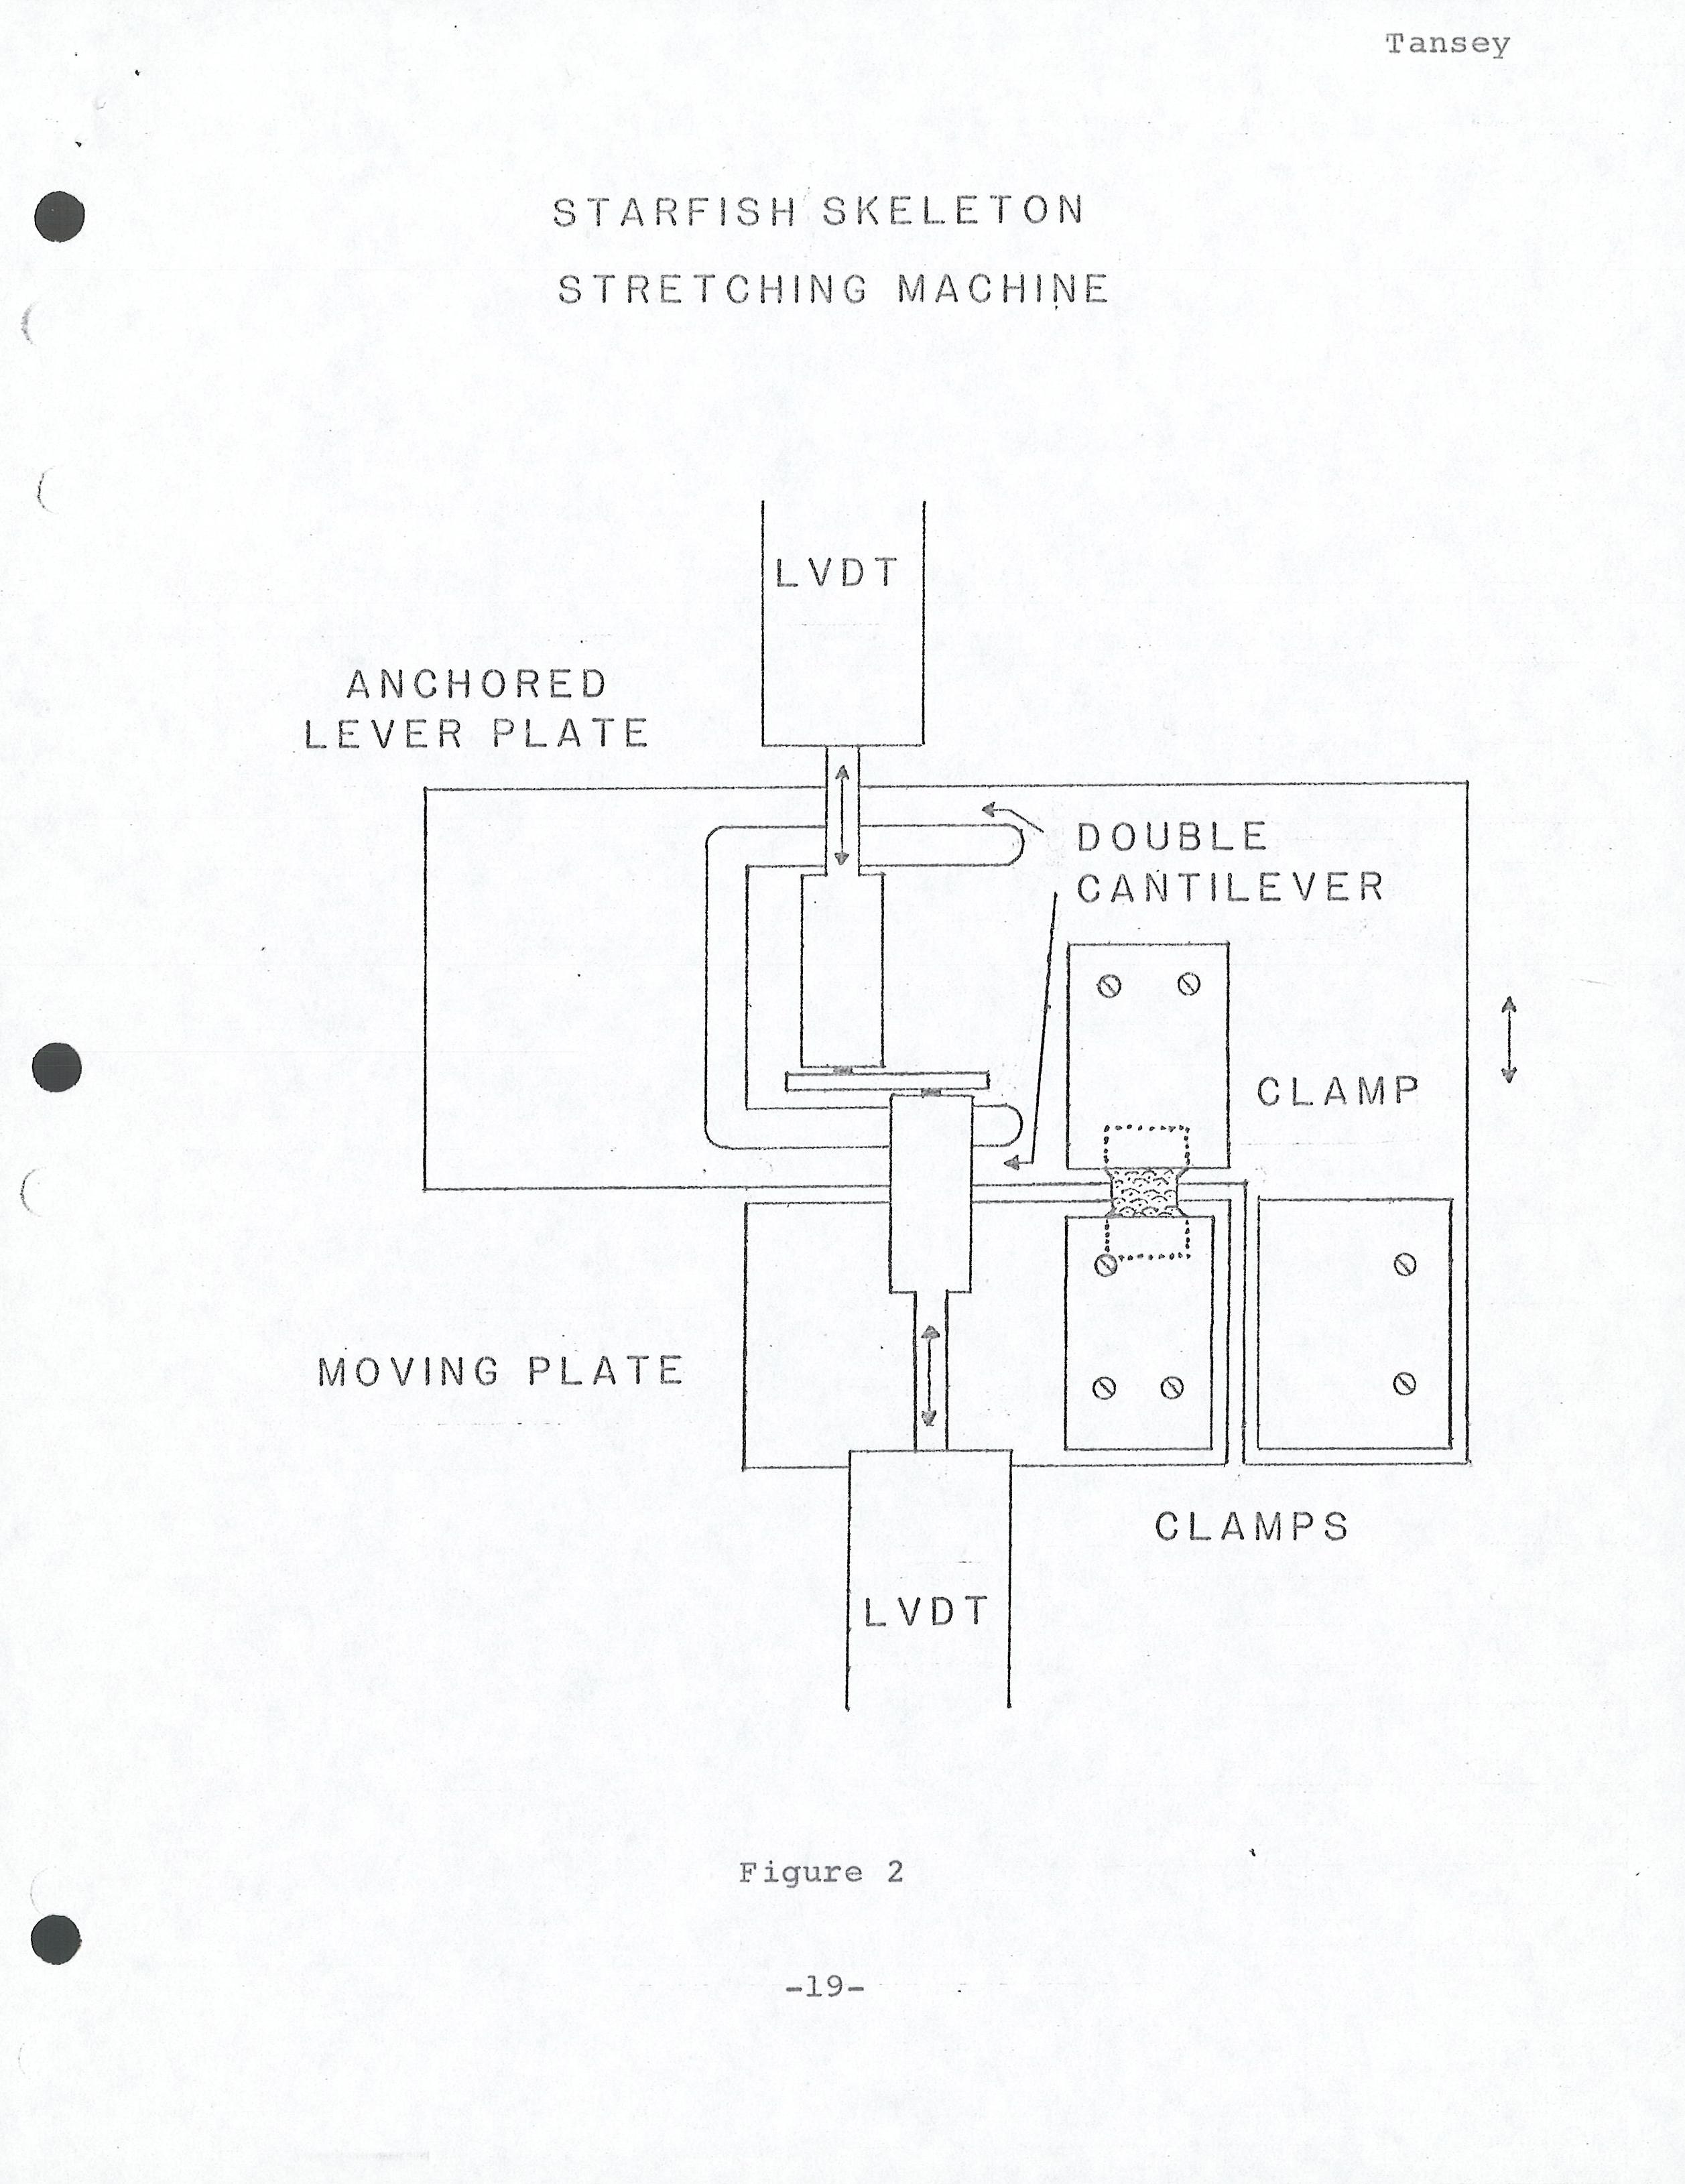 Tansey
STARFISH SKELETON
STRETCHING MACHINE
LVDT
ANCHORED
LEVER PLATE
DOUBLE
CANTILEVER
CLAMP
MOVING PLATE
CLAMPS
LVDT
Figure 2
-19-